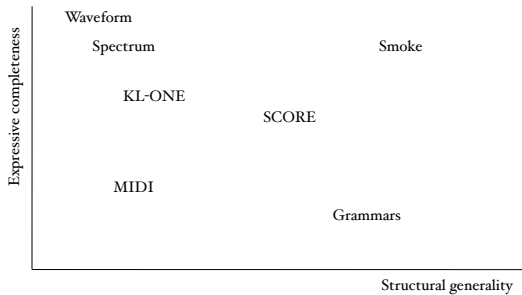 Waveform
Spectrum
Smoke
KL-ONE
SCORE
MIDI
Grammars
Expressive completeness
Structural generality